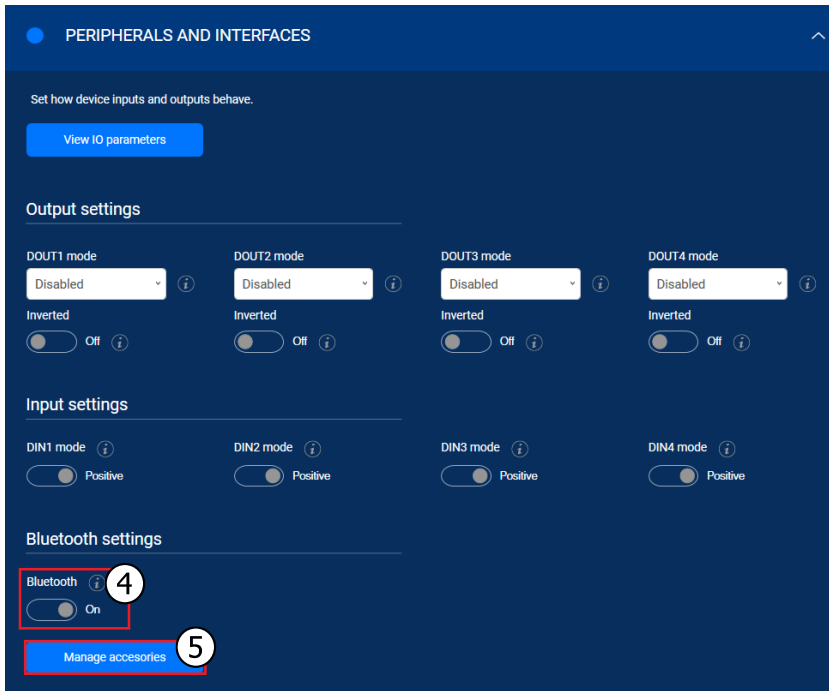 PERIPHERALS AND INTERFACES
Set how device inputs and outputs behave.
View IO parameters
Output settings
DOUT1 mode DOUT2 mode DOUT3 mode DOUT4 mode
Disabled i Disabled i Disabled i Disabled i
Inverted Inverted Inverted Inverted
Off i Off i Off i Off i
Input settings
DIN1 mode i DIN2 mode i DIN3 mode i DIN4 mode i
Positive Positive Positive Positive
Bluetooth settings
Bluetooth i 4
On
Manage accesories 5